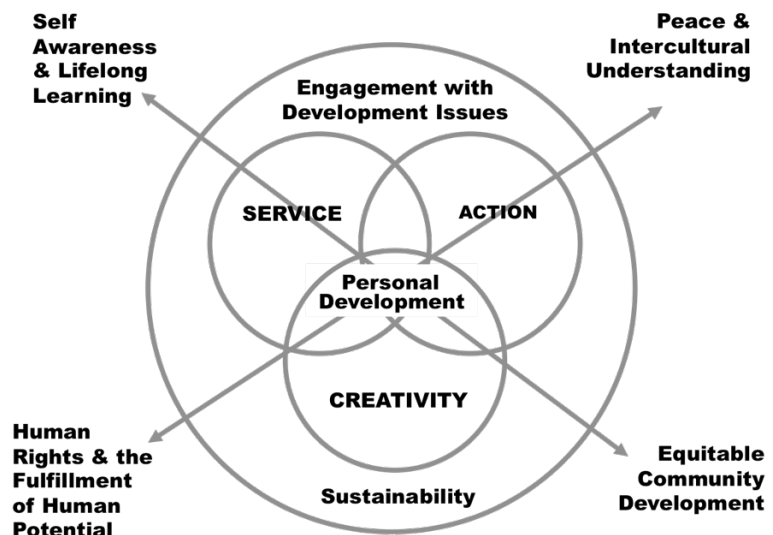 Self
Awareness
& Lifelong
Learning
Peace &
Intercultural
Understanding
Engagement with
Development Issues
SERVICE
ACTION
Personal
Development
CREATIVITY
Human
Rights & the
Fulfillment
of Human
Potential
Equitable
Community
Development
Sustainability